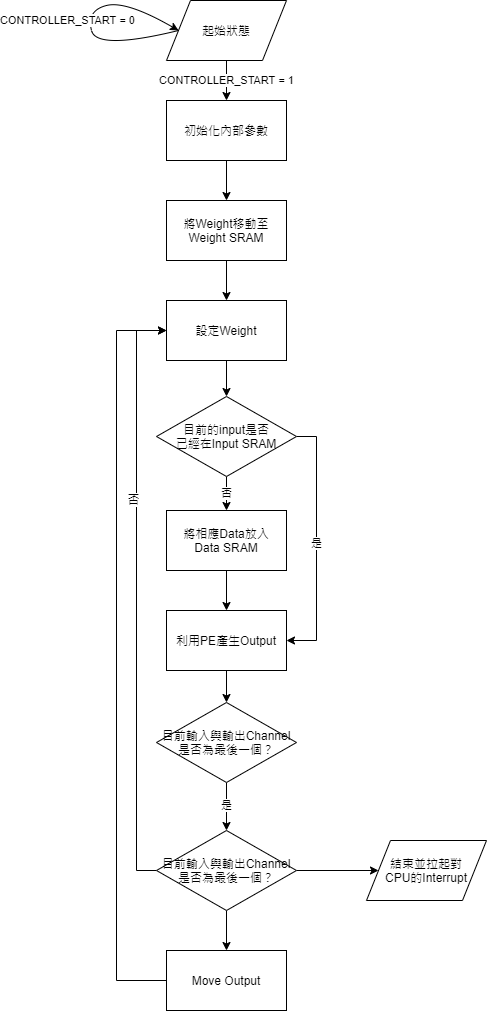 CONTROLLER_START = 0
起始狀態
CONTROLLER_START = 1
初始化內部參數
將Weight移動至
Weight SRAM
設定Weight
目前的input是否
已經在Input SRAM
否
否
將相應Data放入
Data SRAM
是
利用PE產生Output
目前輸入與輸出Channel
是否為最後一個？
是
目前輸入與輸出Channel
是否為最後一個？
結束並拉起對
CPU的Interrupt
Move Output